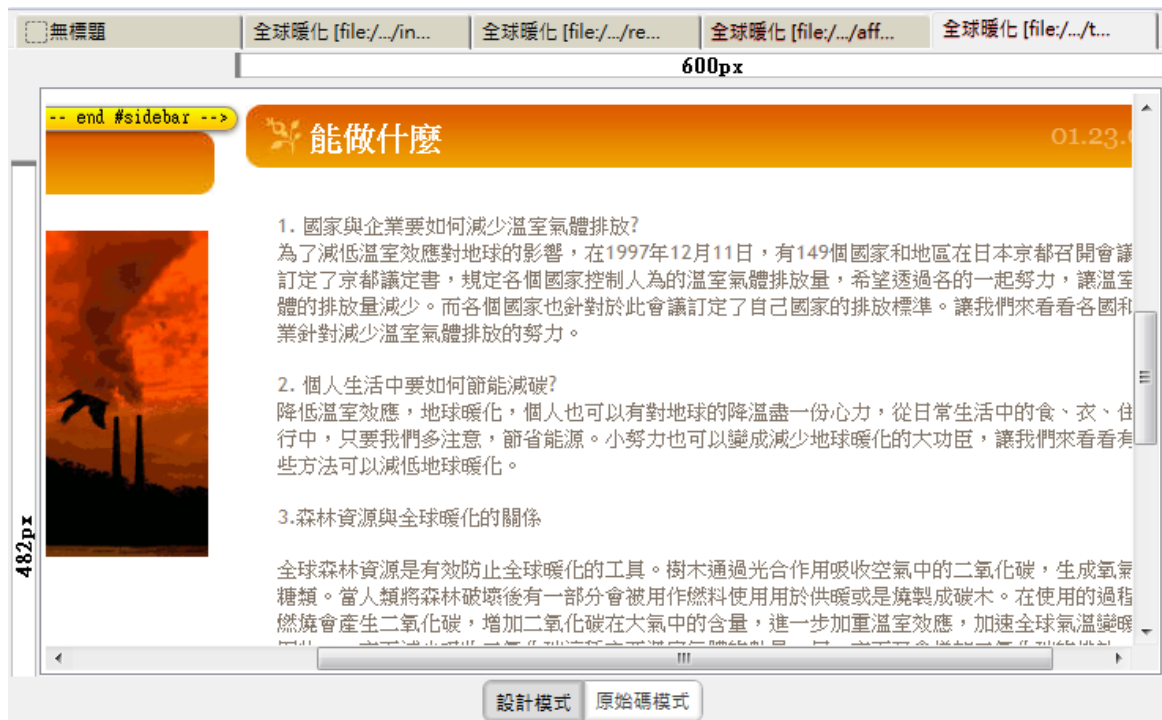 無標題
全球暖化 [file:/.../in...
全球暖化 [file:/.../re...
全球暖化 [file:/.../aff...
全球暖化 [file:/.../t...
600px
482px
-- end #sidebar -->
能做什麼
01.23.
1. 國家與企業要如何減少溫室氣體排放?
為了減低溫室效應對地球的影響，在1997年12月11日，有149個國家和地區在日本京都召開會議
訂定了京都議定書，規定各個國家控制人為的溫室氣體排放量，希望透過各的一起努力，讓溫室
體的排放量減少。而各個國家也針對於此會議訂定了自己國家的排放標準。讓我們來看看各國和
業針對減少溫室氣體排放的努力。
2. 個人生活中要如何節能減碳?
降低溫室效應，地球暖化，個人也可以有對地球的降溫盡一份心力，從日常生活中的食、衣、住
行中，只要我們多注意，節省能源。小努力也可以變成減少地球暖化的大功臣，讓我們來看看有
些方法可以減低地球暖化。
3.森林資源與全球暖化的關係
全球森林資源是有效防止全球暖化的工具。樹木通過光合作用吸收空氣中的二氧化碳，生成氧氣
糖類。當人類將森林破壞後有一部分會被用作燃料使用用於供暖或是燒製成碳木。在使用的過程
燃燒會產生二氧化碳，增加二氧化碳在大氣中的含量，進一步加重溫室效應，加速全球氣溫變暖
設計模式
原始碼模式